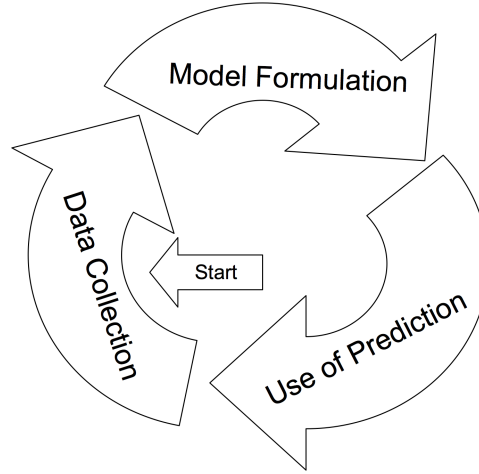 Model Formulation
Data Collection
Start
Use of Prediction